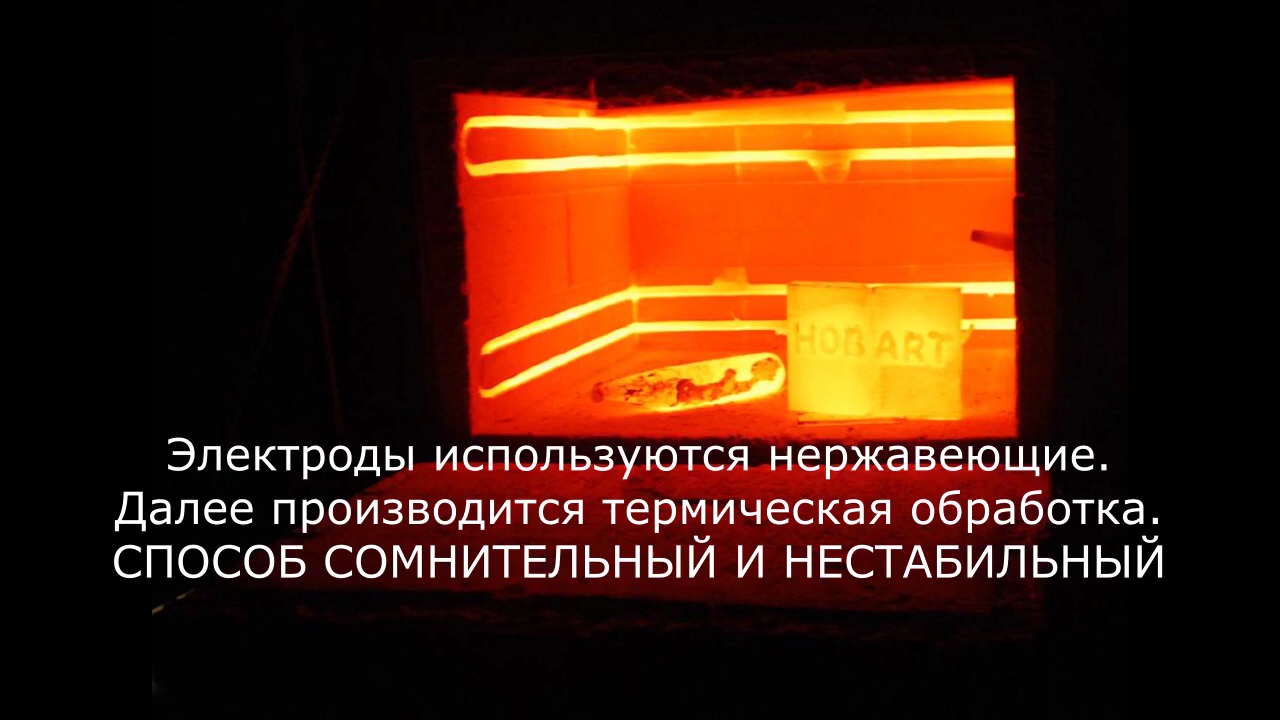 HOBART
Электроды используются нержавеющие.
Далее производится термическая обработка.
СПОСОБ СОМНИТЕЛЬНЫЙ И НЕСТАБИЛЬНЫЙ